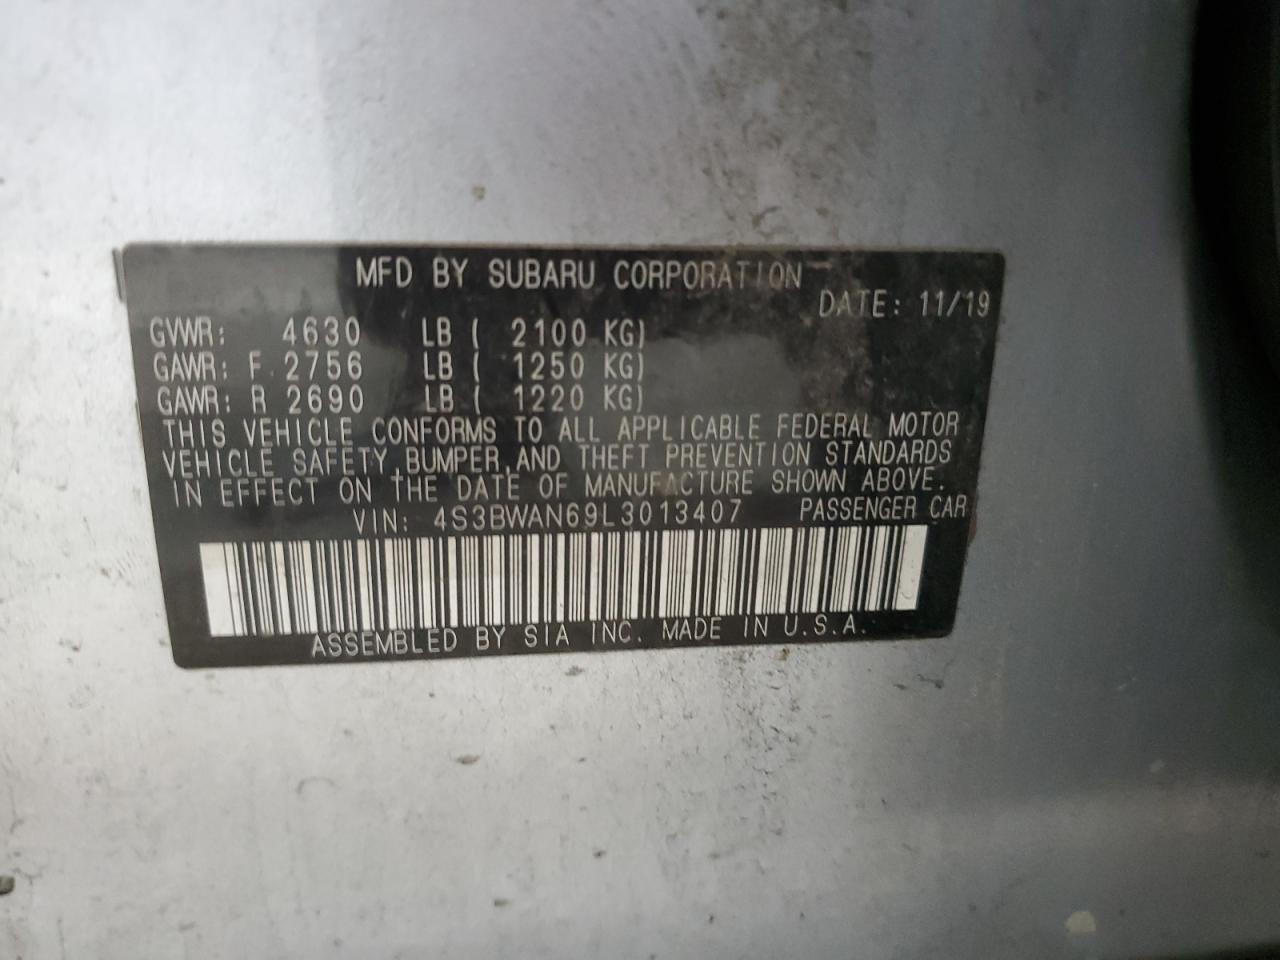 MFD BY SUBARU CORPORATION
DATE: 11/19
GVWR: 4630 LB ( 2100 KG)
GAWR: F 2756 LB ( 1250 KG)
GAWR: R 2690 LB ( 1220 KG)
THIS VEHICLE CONFORMS TO ALL APPLICABLE FEDERAL MOTOR
VEHICLE SAFETY,BUMPER,AND THEFT PREVENTION STANDARDS
IN EFFECT ON THE DATE OF MANUFACTURE SHOWN ABOVE.
VIN: 4S3BWAN69L3013407 PASSENGER CAR
ASSEMBLED BY SIA INC. MADE IN U.S.A.